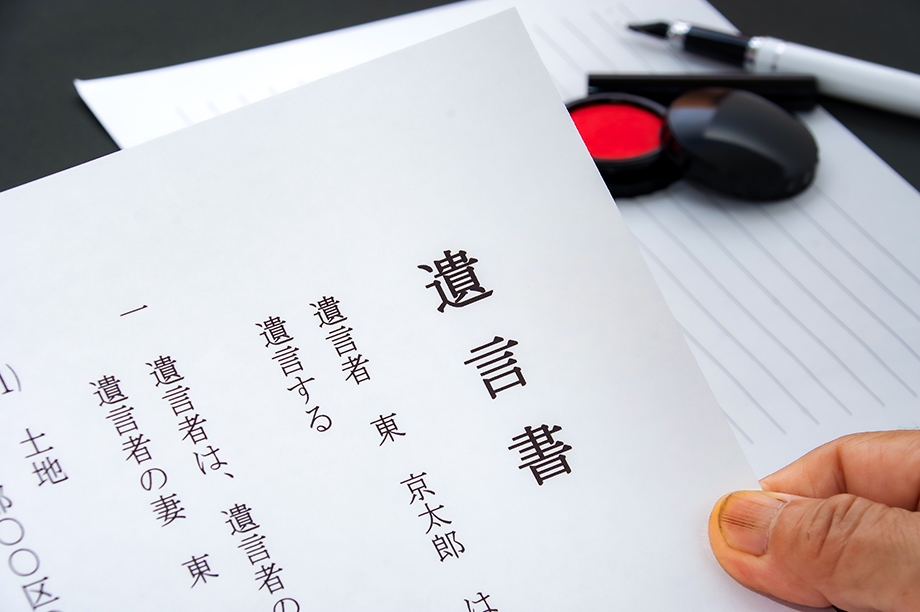 遺言書
遺言者 東 京太郎 は
遺言する
一 遺言者は、遺言者の
遺言者の妻 東
1) 土地
〇〇区